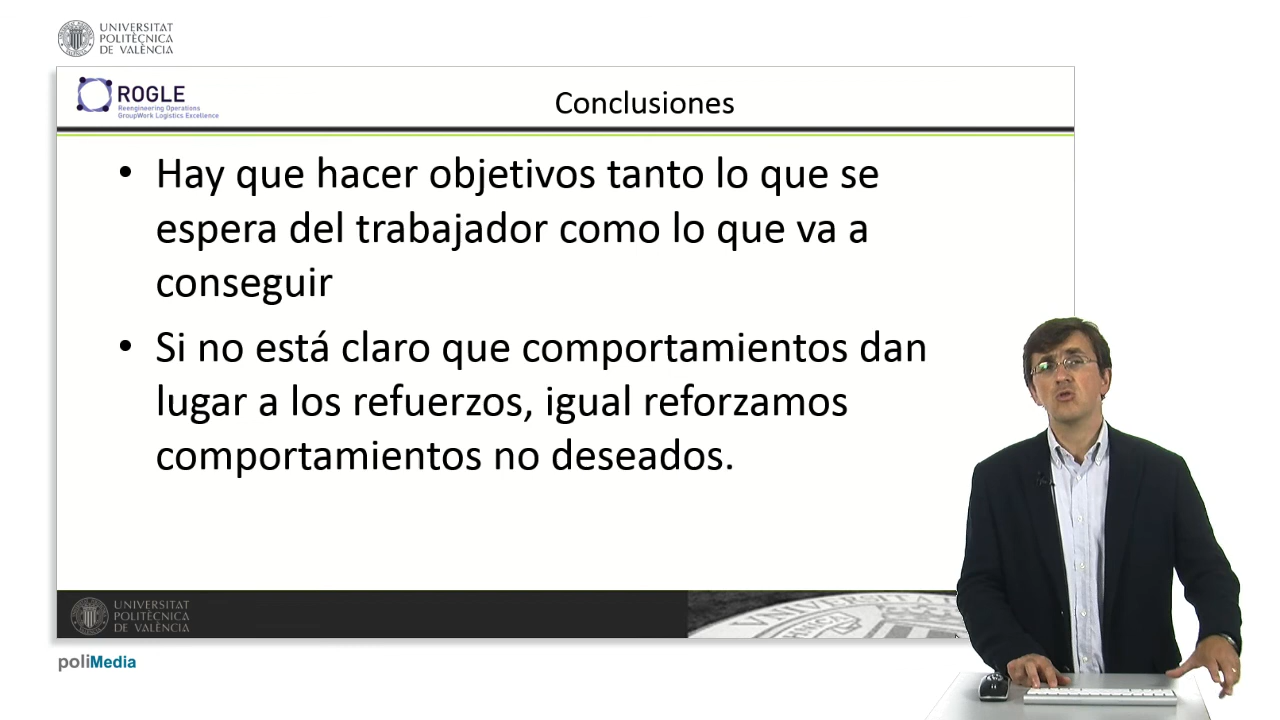 UNIVERSITAT
POLITÈCNICA
DE VALÈNCIA
ROGLE
Reengineering Operations
GroupWork Logistics Excellence
Conclusiones
• Hay que hacer objetivos tanto lo que se
espera del trabajador como lo que va a
conseguir
• Si no está claro que comportamientos dan
lugar a los refuerzos, igual reforzamos
comportamientos no deseados.
UNIVERSITAT
POLITÈCNICA
DE VALÈNCIA
poliMedia